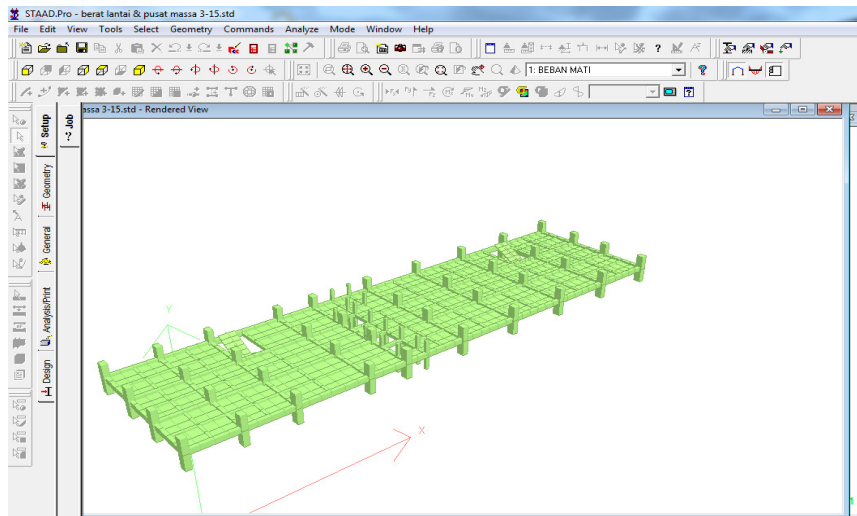 STAAD.Pro - berat lantai & pusat massa 3-15.std
File Edit View Tools Select Geometry Commands Analyze Mode Window Help
1: BEBAN MATI
assa 3-15.std - Rendered View
Setup
Geometry
General
Analysis/Print
Design
Job
Y
X